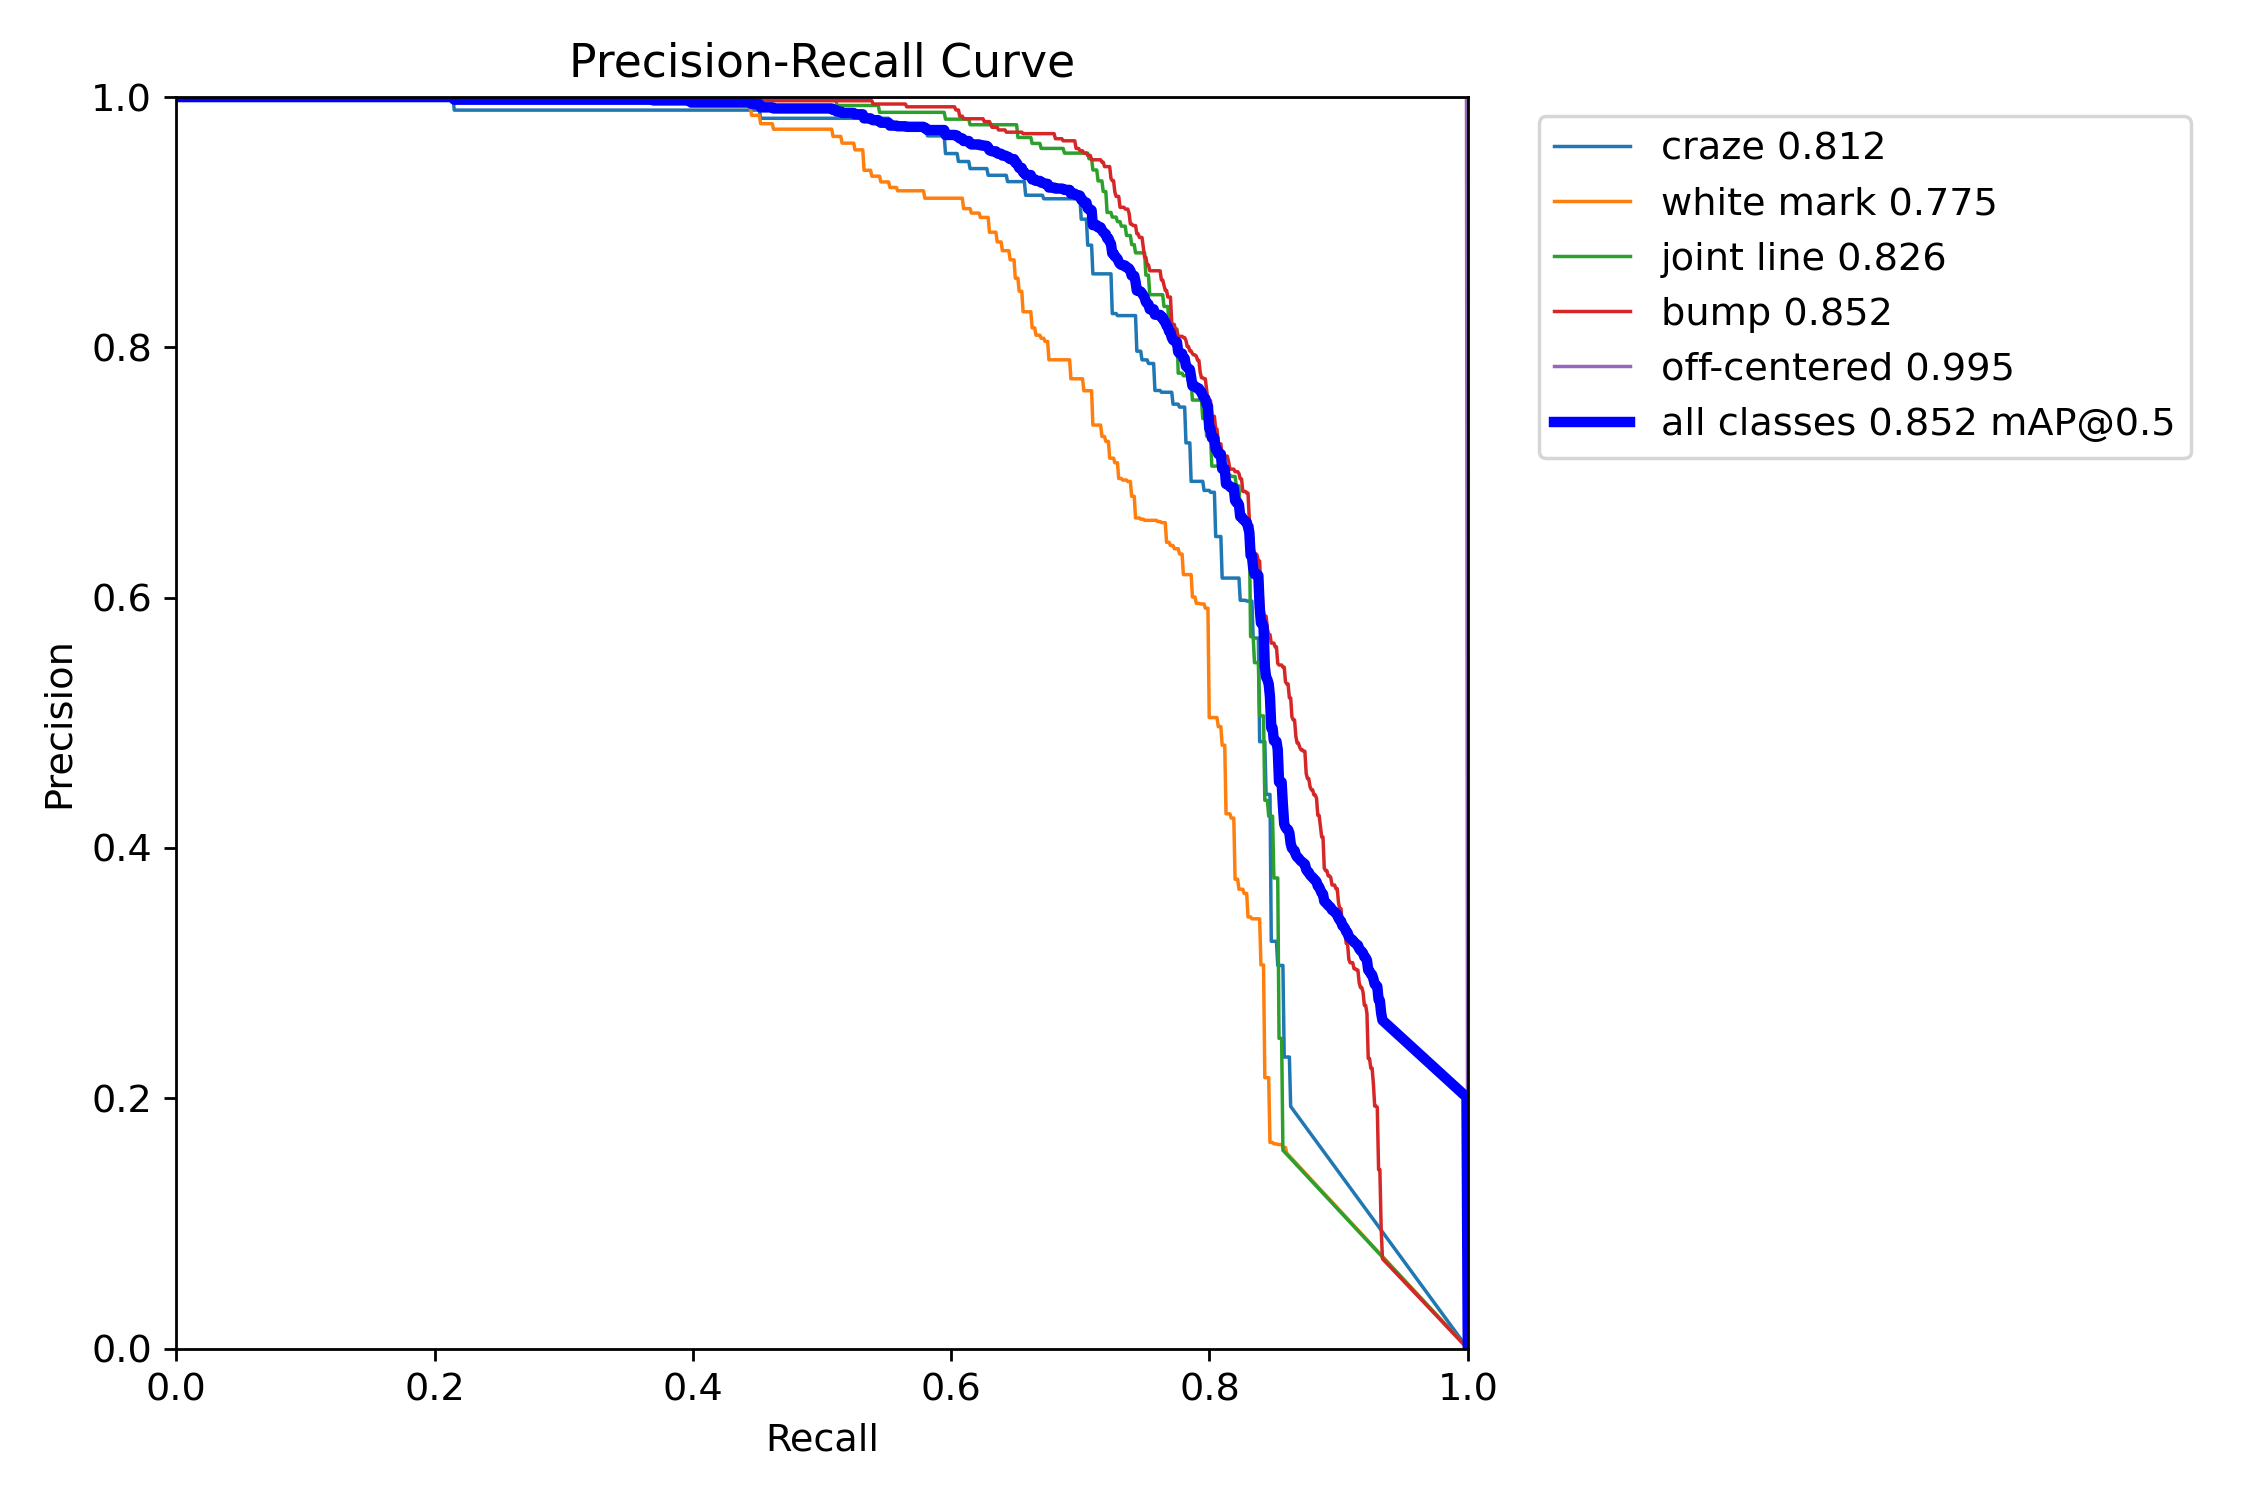 Precision-Recall Curve
1.0
0.8
0.6
0.4
0.2
0.0
Precision
0.0 0.2 0.4 0.6 0.8 1.0
Recall
craze 0.812
white mark 0.775
joint line 0.826
bump 0.852
off-centered 0.995
all classes 0.852 mAP@0.5